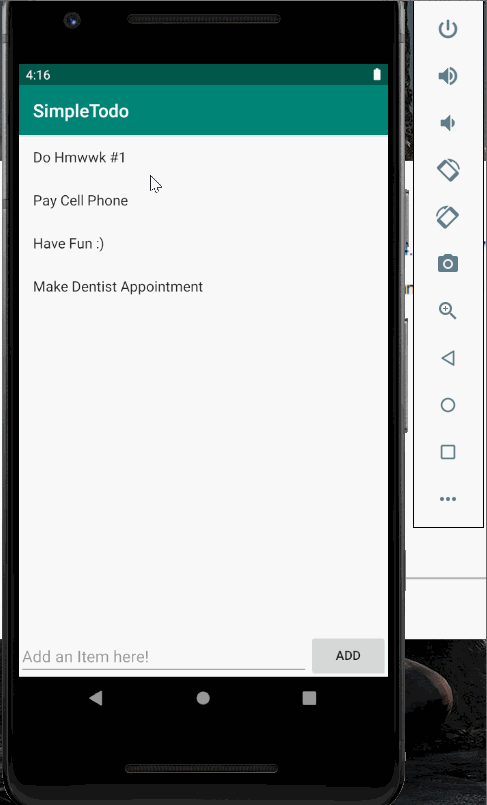 4:16
SimpleTodo
Do Hmwwk #1
Pay Cell Phone
Have Fun :)
Make Dentist Appointment
Add an Item here!
ADD